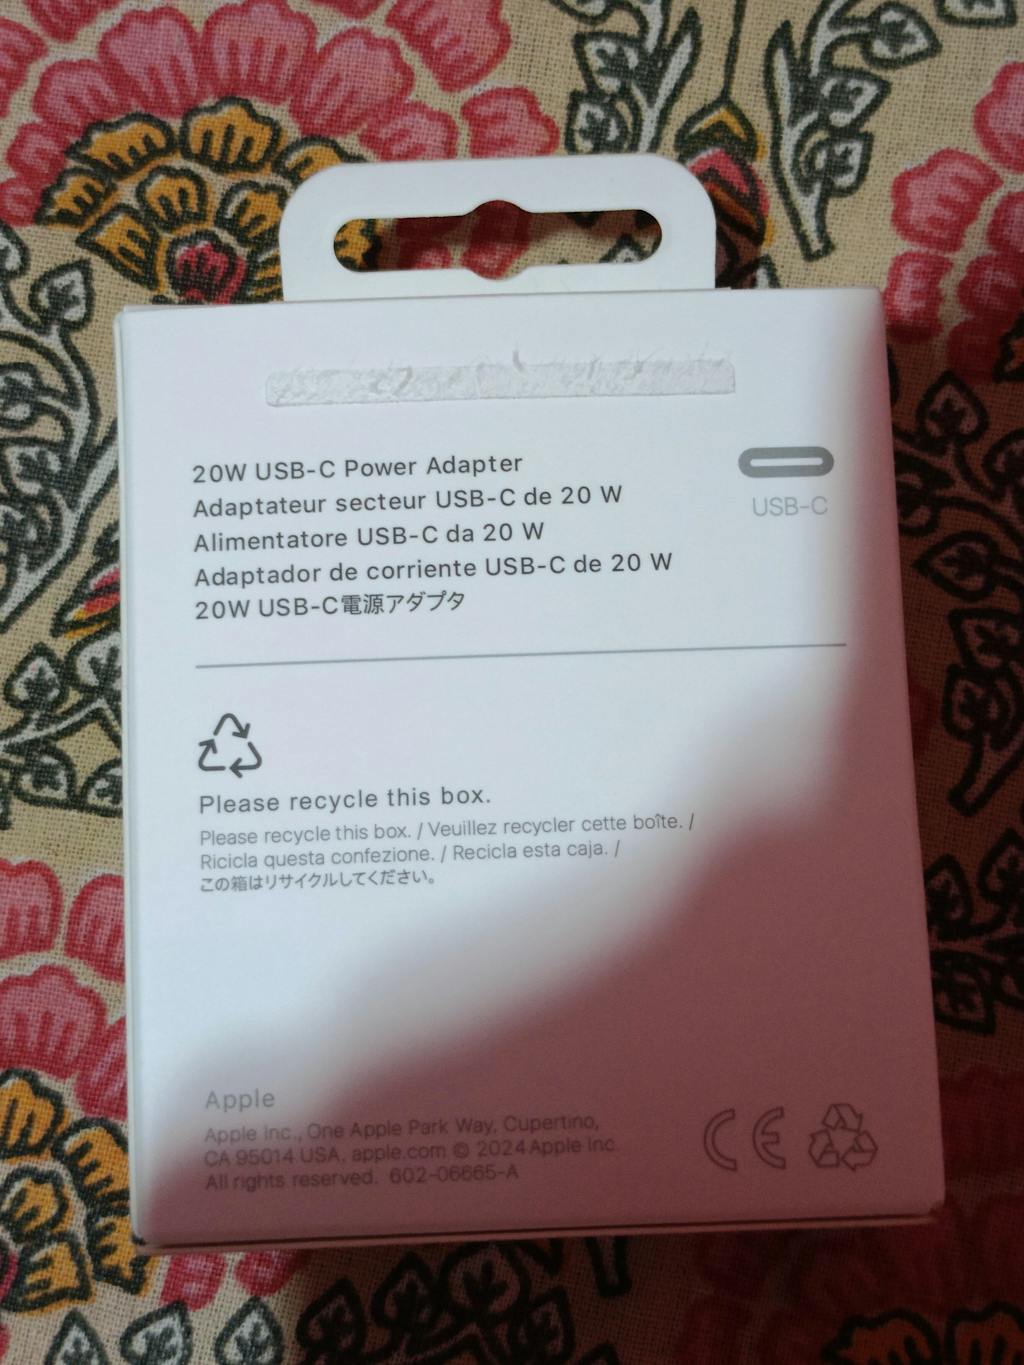 20W USB-C Power Adapter
Adaptateur secteur USB-C de 20 W
Alimentatore USB-C da 20 W
Adaptador de corriente USB-C de 20 W
20W USB-C電源アダプタ
USB-C
Please recycle this box.
Please recycle this box. / Veuillez recycler cette boîte. /
Ricicla questa confezione. / Recicla esta caja. /
この箱はリサイクルしてください。
Apple
Apple Inc., One Apple Park Way, Cupertino,
CA 95014 USA. apple.com © 2024 Apple Inc.
All rights reserved. 602-06665-A
CE